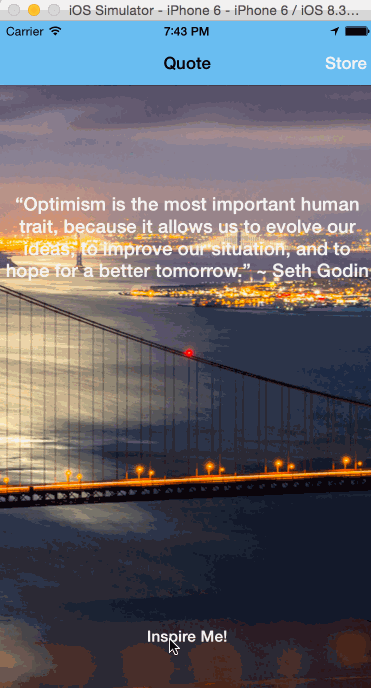 iOS Simulator - iPhone 6 - iPhone 6 / iOS 8.3...
Carrier 7:43 PM
Quote Store
“Optimism is the most important human
trait, because it allows us to evolve our
ideas, to improve our situation, and to
hope for a better tomorrow.” ~ Seth Godin
Inspire Me!